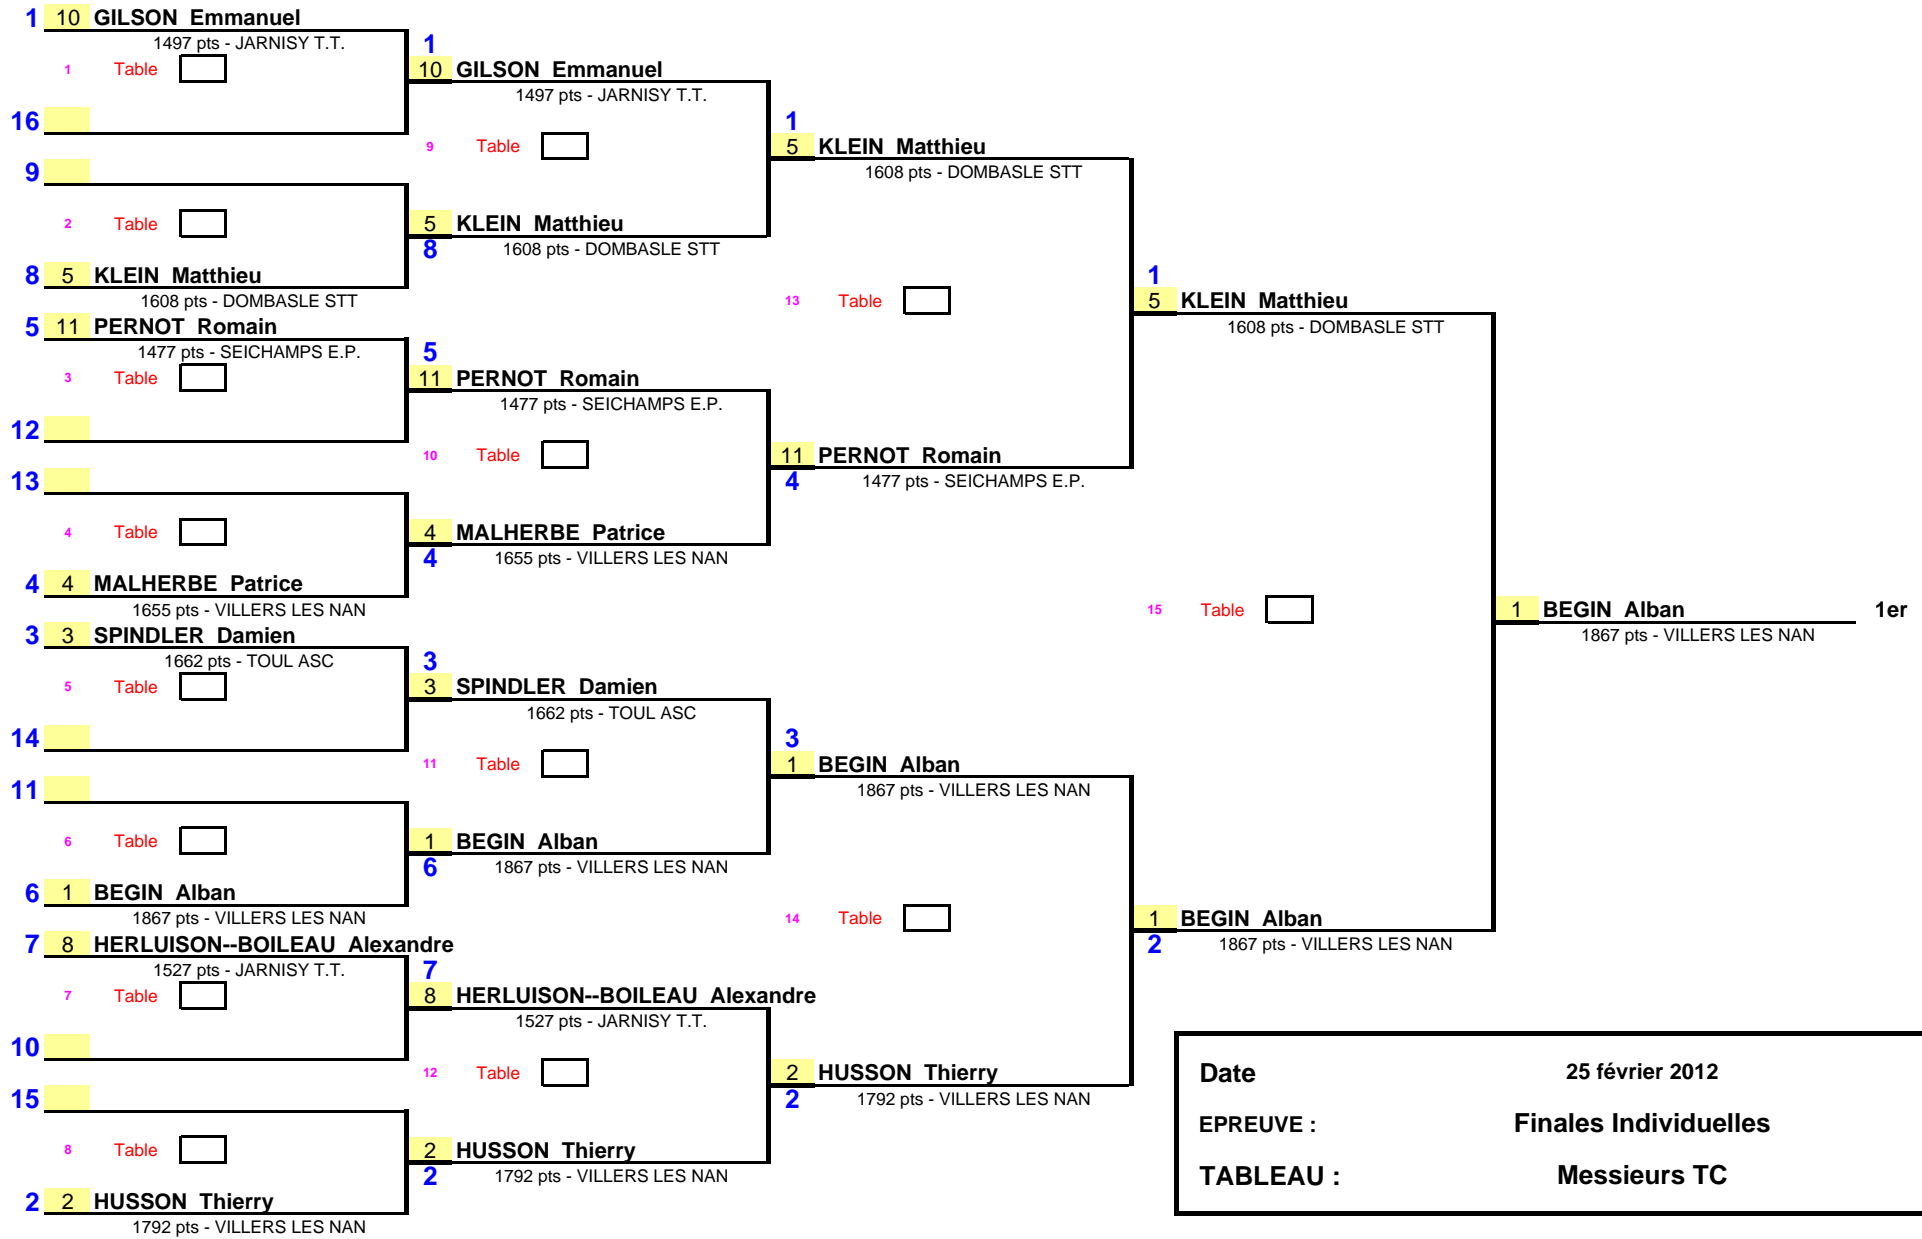 1 10 GILSON Emmanuel
1497 pts - JARNISY T.T.
1 Table
16
9
2 Table
8 5 KLEIN Matthieu
1608 pts - DOMBASLE STT
5 11 PERNOT Romain
1477 pts - SEICHAMPS E.P.
3 Table
12
13
4 Table
4 4 MALHERBE Patrice
1655 pts - VILLERS LES NAN
3 3 SPINDLER Damien
1662 pts - TOUL ASC
5 Table
14
11
6 Table
6 1 BEGIN Alban
1867 pts - VILLERS LES NAN
7 8 HERLUISON--BOILEAU Alexandre
1527 pts - JARNISY T.T.
7 Table
10
15
8 Table
2 2 HUSSON Thierry
1792 pts - VILLERS LES NAN
1
10 GILSON Emmanuel
1497 pts - JARNISY T.T.
9 Table
5 KLEIN Matthieu
8
1608 pts - DOMBASLE STT
5
11 PERNOT Romain
1477 pts - SEICHAMPS E.P.
10 Table
4 MALHERBE Patrice
4
1655 pts - VILLERS LES NAN
3
3 SPINDLER Damien
1662 pts - TOUL ASC
11 Table
1 BEGIN Alban
6
1867 pts - VILLERS LES NAN
7
8 HERLUISON--BOILEAU Alexandre
1527 pts - JARNISY T.T.
12 Table
2 HUSSON Thierry
2
1792 pts - VILLERS LES NAN
1
5 KLEIN Matthieu
1608 pts - DOMBASLE STT
13 Table
11 PERNOT Romain
4
1477 pts - SEICHAMPS E.P.
3
1 BEGIN Alban
1867 pts - VILLERS LES NAN
14 Table
2 HUSSON Thierry
2
1792 pts - VILLERS LES NAN
1
5 KLEIN Matthieu
1608 pts - DOMBASLE STT
15 Table
1 BEGIN Alban
2
1867 pts - VILLERS LES NAN
1 BEGIN Alban 1er
1867 pts - VILLERS LES NAN
Date 25 février 2012
EPREUVE : Finales Individuelles
TABLEAU : Messieurs TC